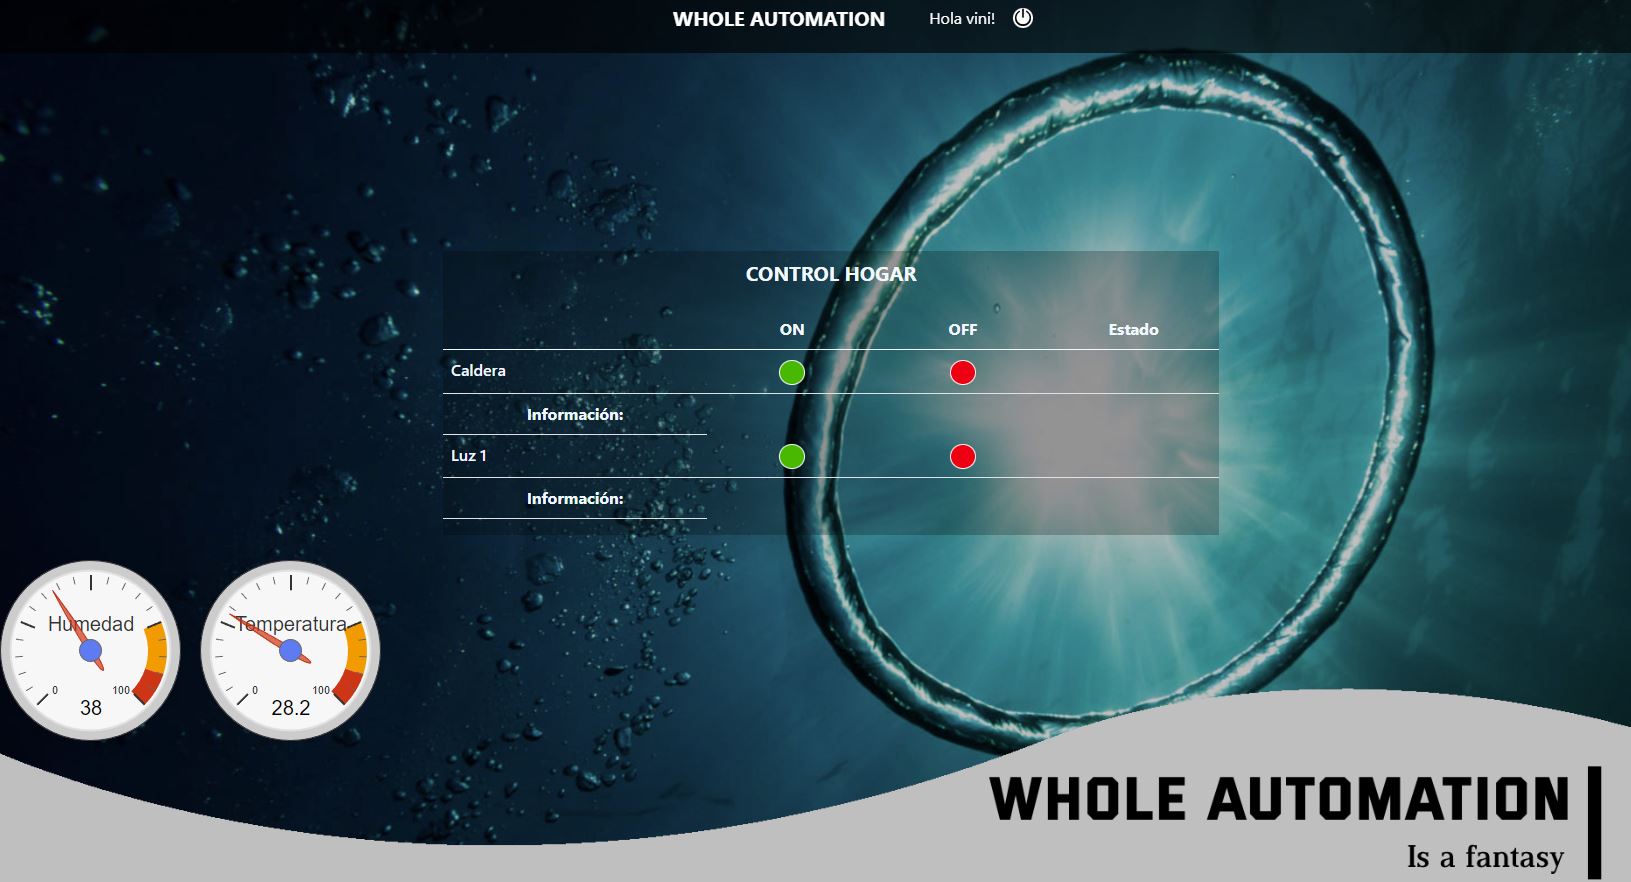 WHOLE AUTOMATION Hola vini!
CONTROL HOGAR
ON OFF Estado
Caldera
Información:
Luz 1
Información:
Humedad
0 100
38
Temperatura
0 100
28.2
WHOLE AUTOMATION
Is a fantasy